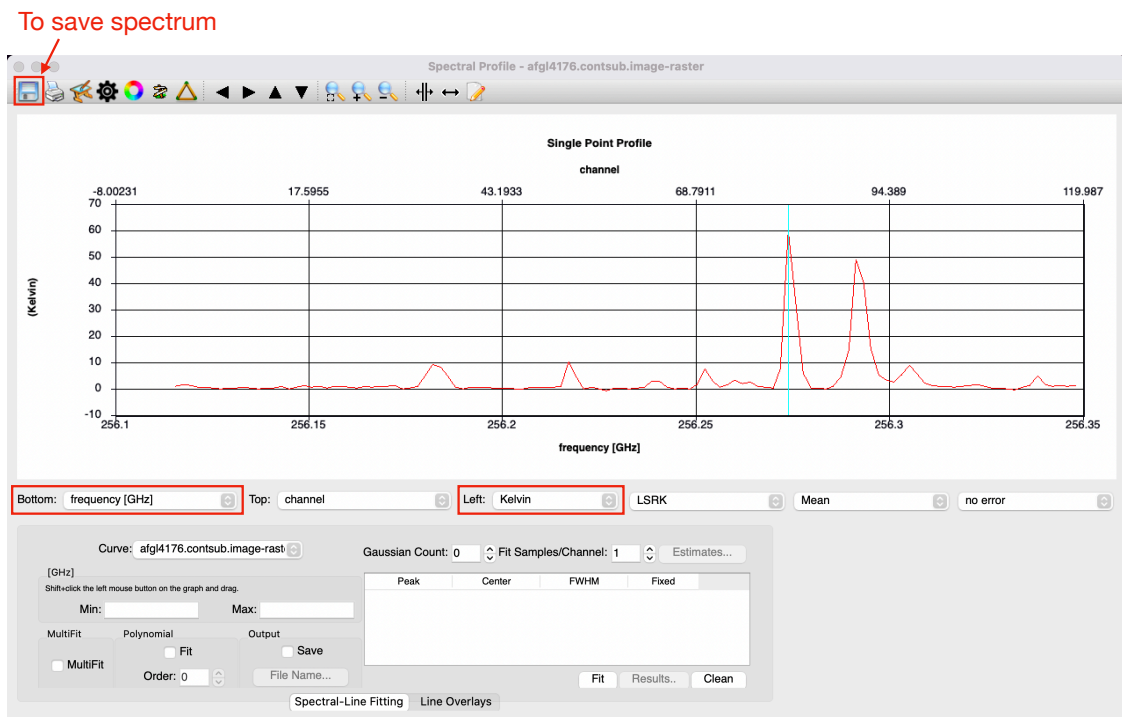 To save spectrum
Spectral Profile - afgl4176.contsub.image-raster
Single Point Profile
channel
-8.00231 17.5955 43.1933 68.7911 94.389 119.987
70
60
50
40
30
20
10
0
-10
(Kelvin)
256.1 256.15 256.2 256.25 256.3 256.35
frequency [GHz]
Bottom: frequency [GHz] Top: channel Left: Kelvin LSRK Mean no error
Curve: afgl4176.contsub.image-rast
Gaussian Count: 0 Fit Samples/Channel: 1 Estimates...
[GHz]
Shift+click the left mouse button on the graph and drag.
Min: Max:
Peak Center FWHM Fixed
MultiFit Polynomial Output
MultiFit
Fit
Order: 0
Save
File Name...
Fit Results.. Clean
Spectral-Line Fitting Line Overlays